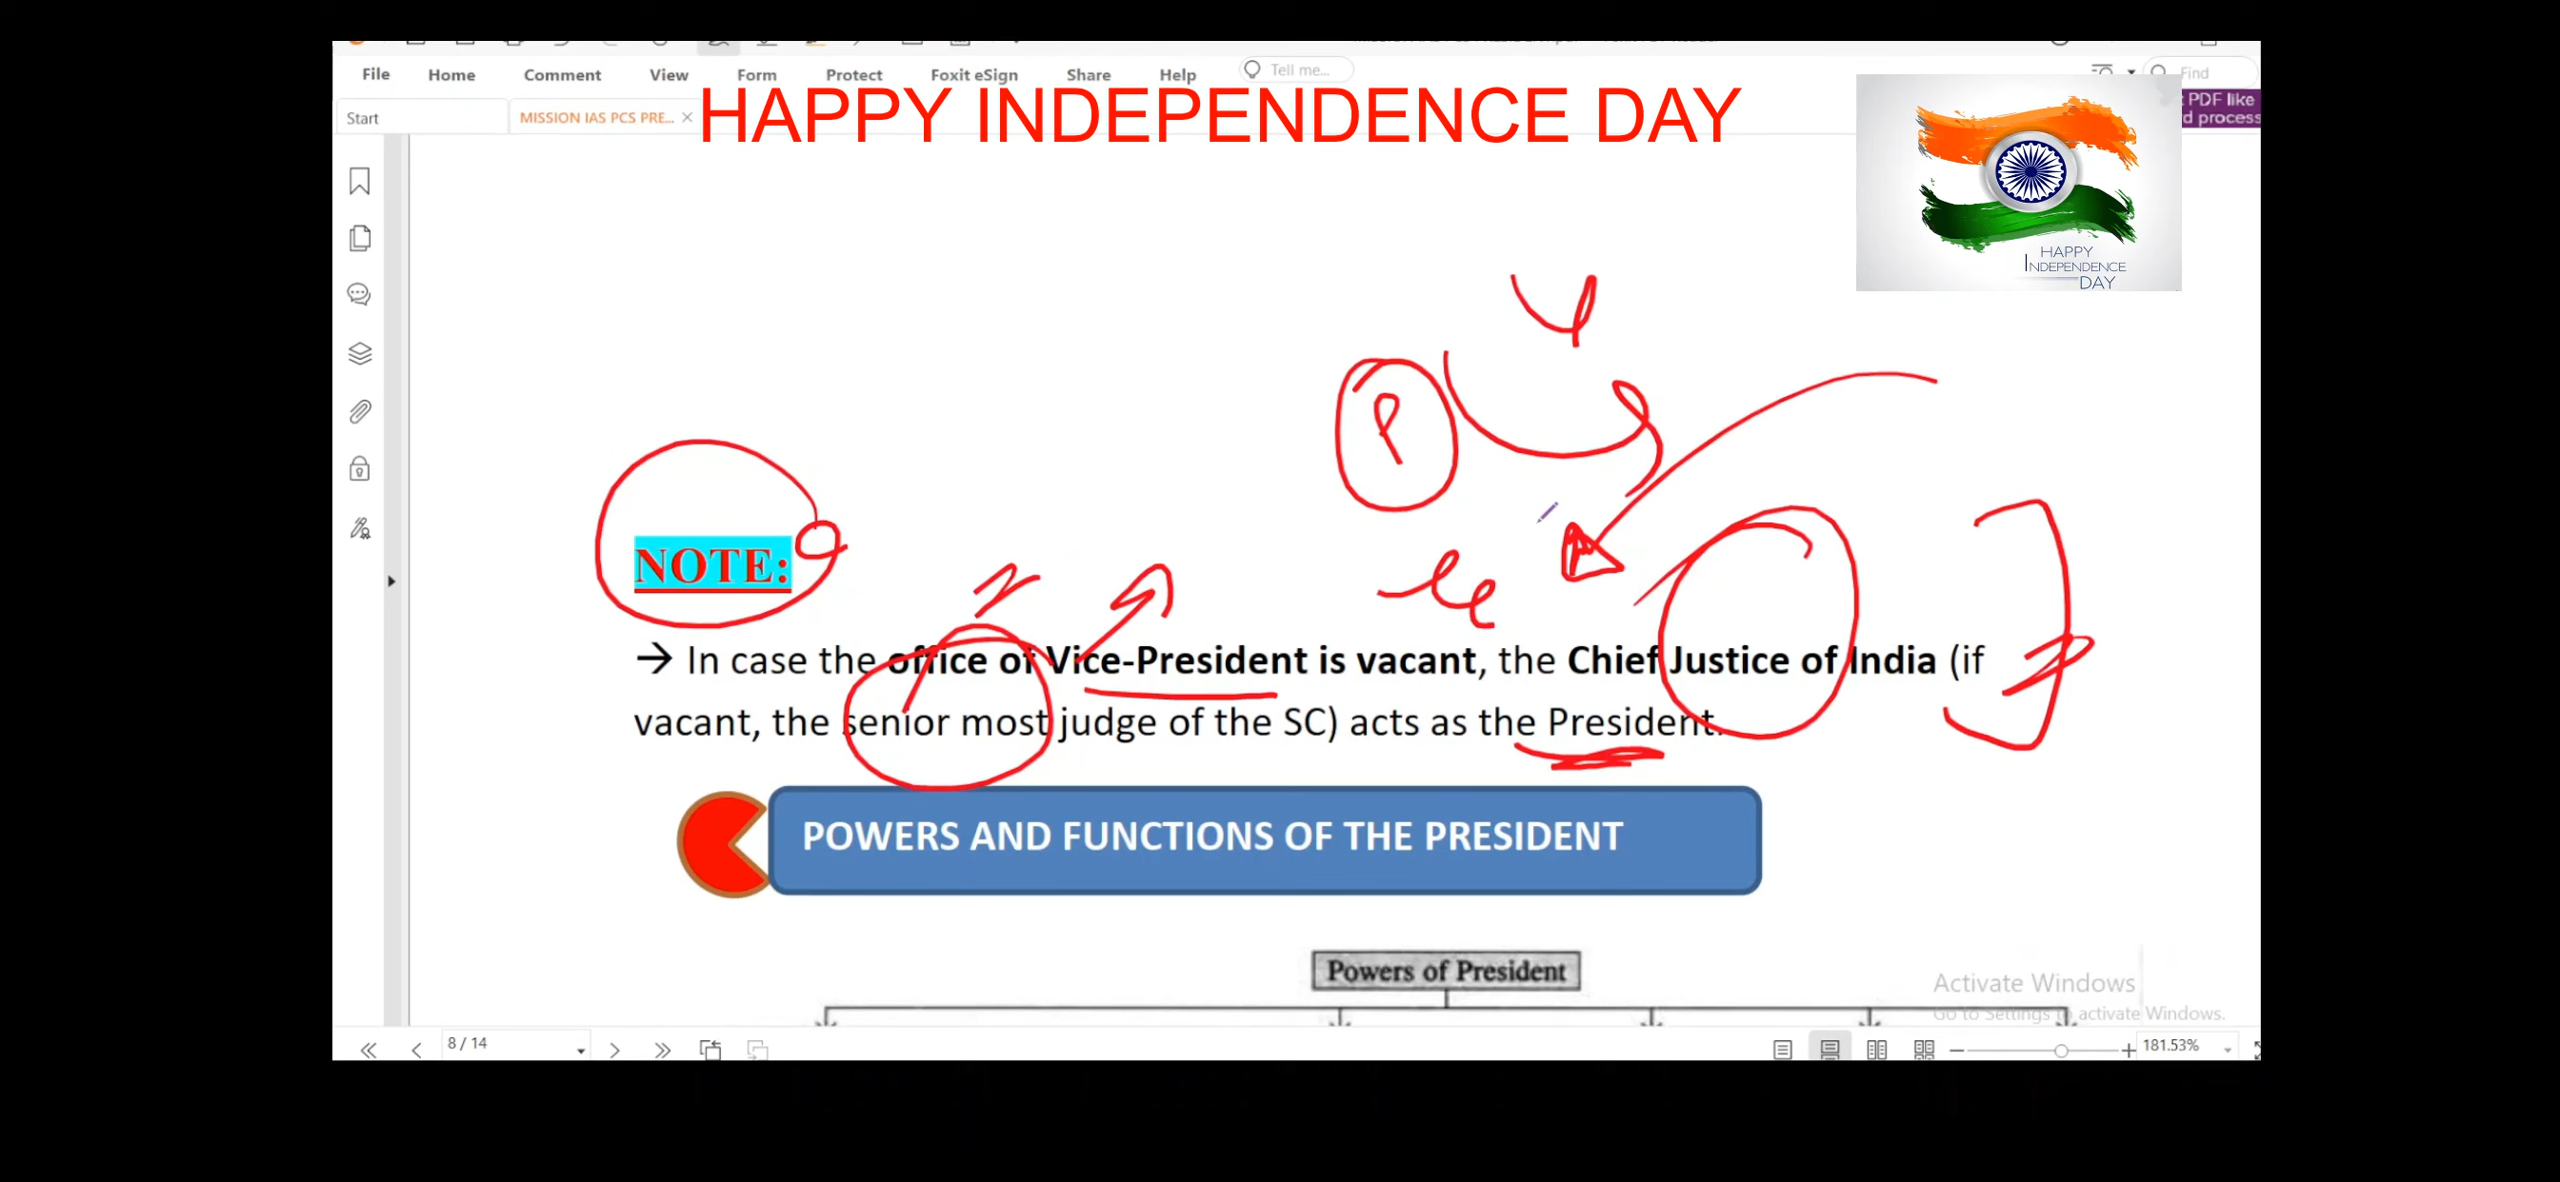 File Home Comment View Form Protect Foxit eSign Share Help Tell me... Find
Start MISSION IAS PCS PRE... HAPPY INDEPENDENCE DAY
PDF like
d process
HAPPY
INDEPENDENCE
DAY
P
NOTE:
→ In case the office of Vice-President is vacant, the Chief Justice of India (if
vacant, the senior most judge of the SC) acts as the President.
POWERS AND FUNCTIONS OF THE PRESIDENT
Powers of President
Activate Windows
Go to Settings to activate Windows.
8 / 14 181.53%